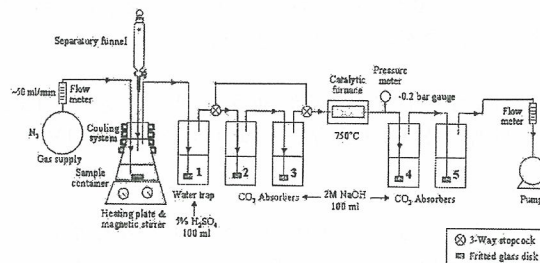 Separatory funnel
~50 ml/min
Flow
meter
N₂
Gas supply
Cooling
system
Sample
container
Heating plate &
magnetic stirrer
1
Water trap
5% H₂SO₄
100 ml
2
3
CO₂ Absorbers
2M NaOH
100 ml
Catalytic
furnace
750°C
Pressure
meter
-0.2 bar gauge
4
5
CO₂ Absorbers
Flow
meter
Pump
3-Way stopcock
Fritted glass disk